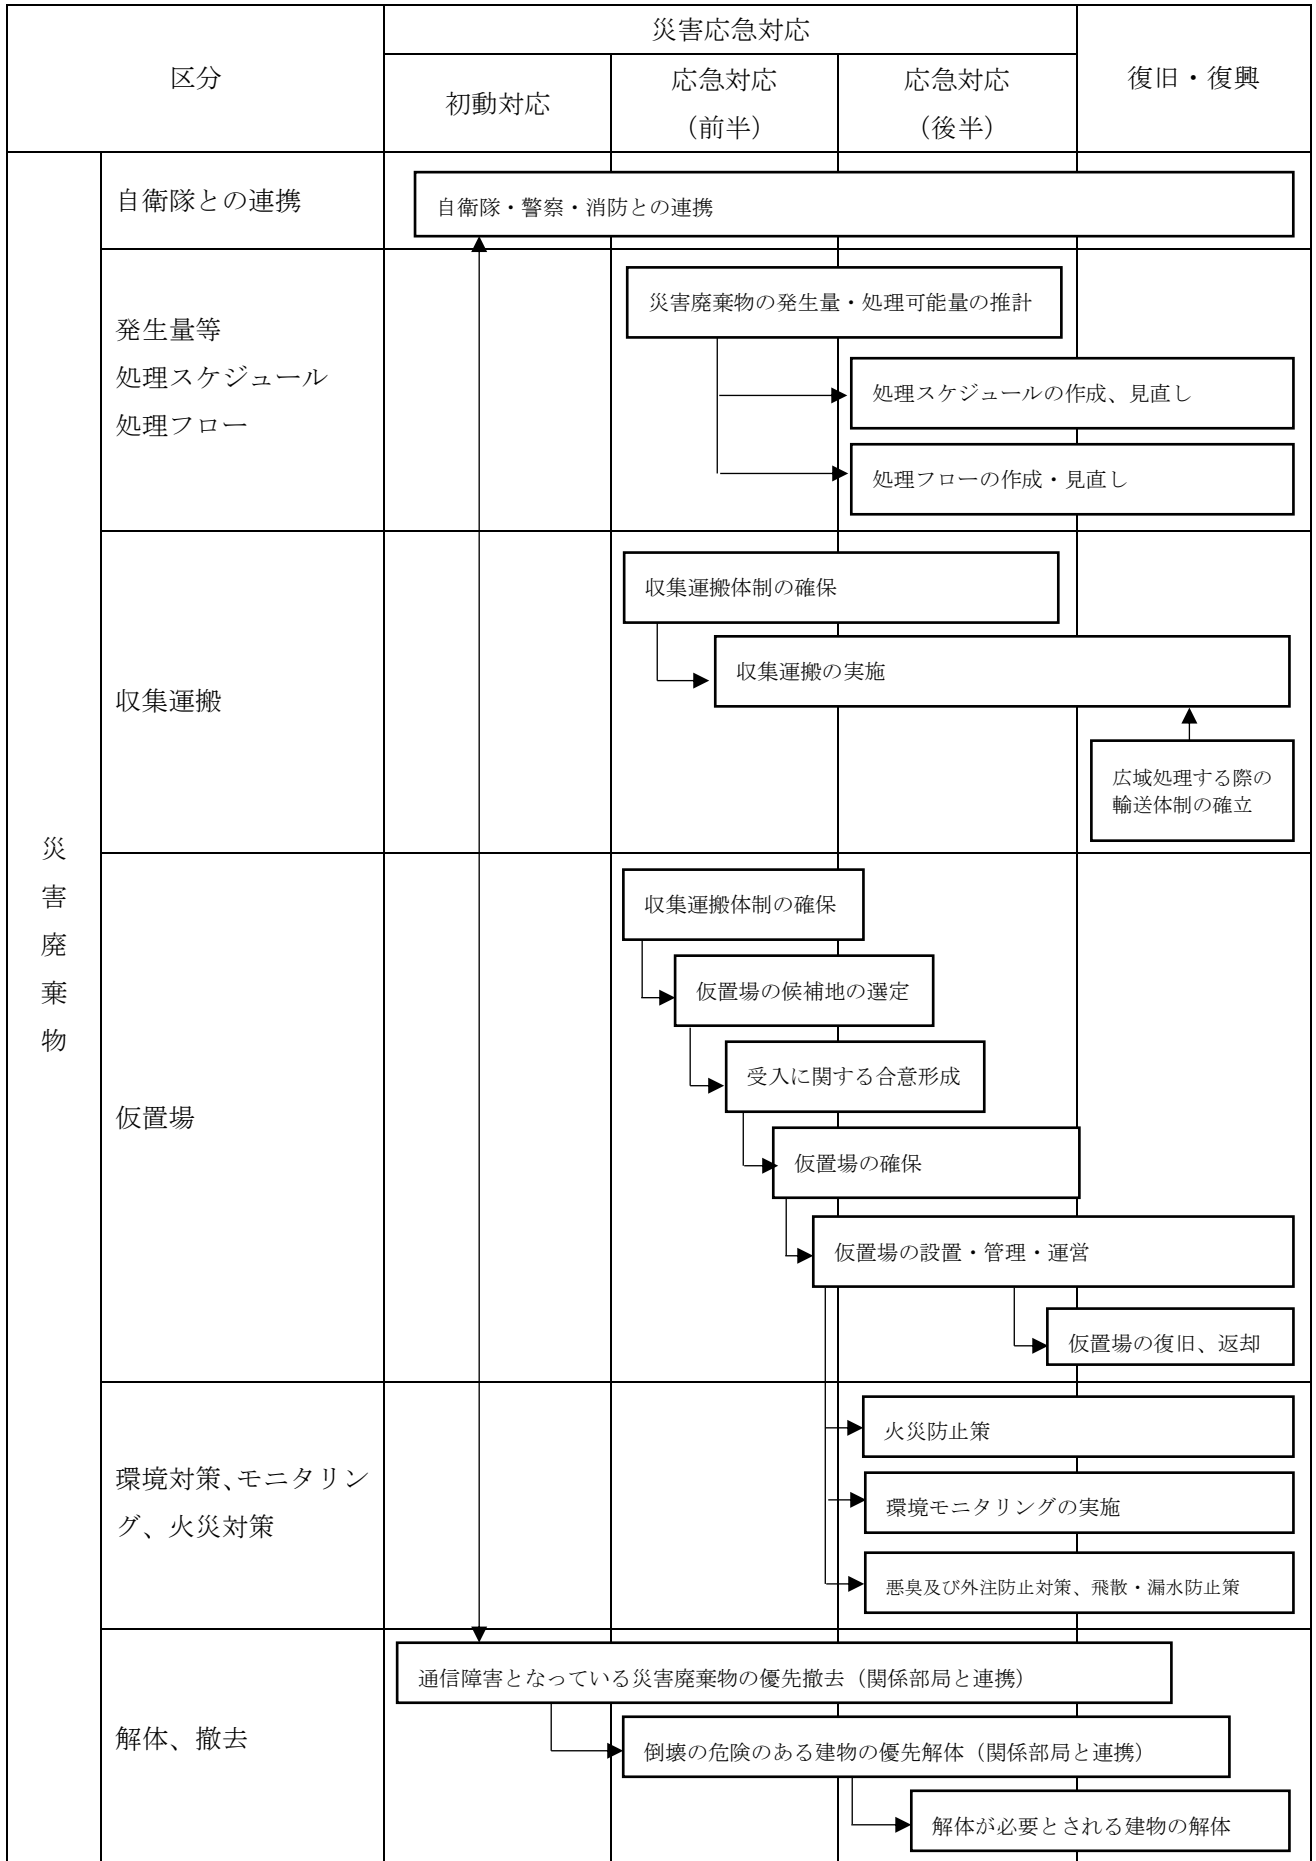 区分
災害応急対応
復旧・復興
初動対応
応急対応
（前半）
応急対応
（後半）
災
害
廃
棄
物
自衛隊との連携
自衛隊・警察・消防との連携
発生量等
処理スケジュール
処理フロー
災害廃棄物の発生量・処理可能量の推計
処理スケジュールの作成、見直し
処理フローの作成・見直し
収集運搬
収集運搬体制の確保
収集運搬の実施
広域処理する際の
輸送体制の確立
仮置場
収集運搬体制の確保
仮置場の候補地の選定
受入に関する合意形成
仮置場の確保
仮置場の設置・管理・運営
仮置場の復旧、返却
環境対策、モニタリン
グ、火災対策
火災防止策
環境モニタリングの実施
悪臭及び外注防止対策、飛散・漏水防止策
解体、撤去
通信障害となっている災害廃棄物の優先撤去（関係部局と連携）
倒壊の危険のある建物の優先解体（関係部局と連携）
解体が必要とされる建物の解体